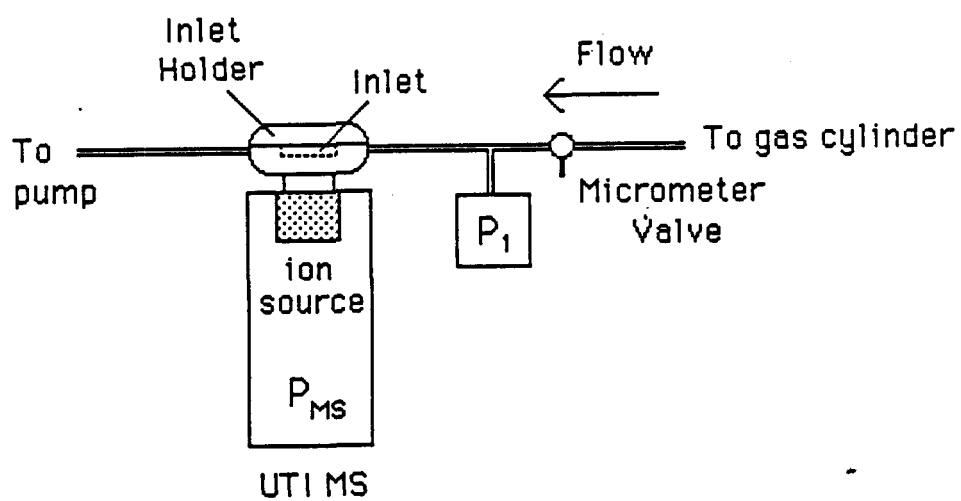 Inlet
Holder
Inlet
Flow
To
pump
To gas cylinder
Micrometer
Valve
P1
ion
source
PMS
UTI MS